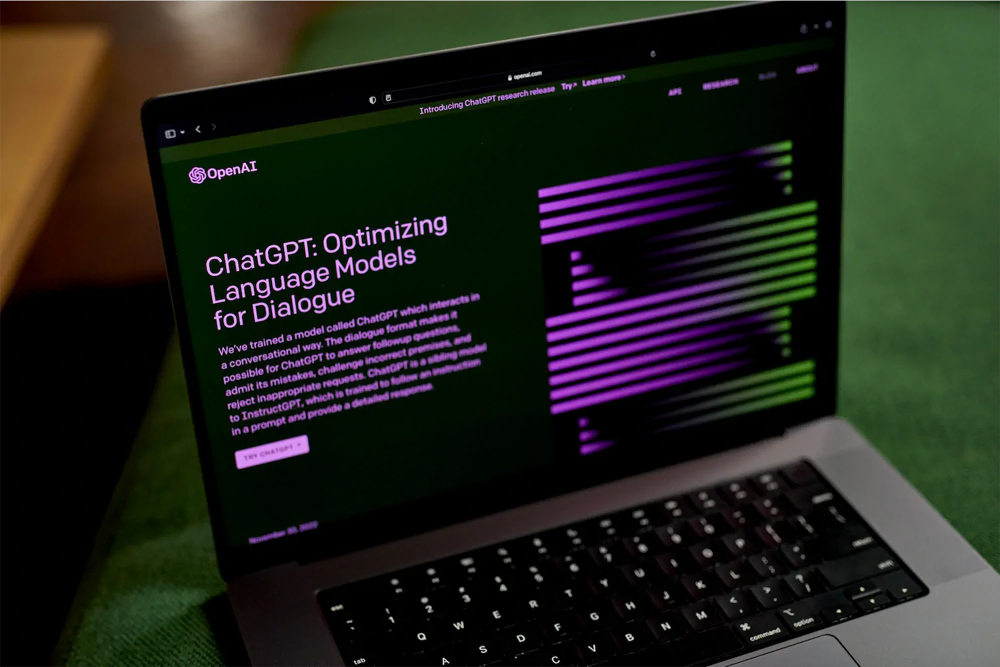 openai.com
Introducing ChatGPT research release Try↗ Learn more›
API RESEARCH BLOG ABOUT
OpenAI
ChatGPT: Optimizing
Language Models
for Dialogue
We've trained a model called ChatGPT which interacts in
a conversational way. The dialogue format makes it
possible for ChatGPT to answer followup questions,
admit its mistakes, challenge incorrect premises, and
reject inappropriate requests. ChatGPT is a sibling model
to InstructGPT, which is trained to follow an instruction
in a prompt and provide a detailed response.
TRY CHATGPT ↗
November 30, 2022
esc
~ ` 1 2 3 4 5 6 7
tab Q W E R T Y U O P
A S D F G H J K L
C V B N M < , > . ? /
⌘ command ⌥ option
shift